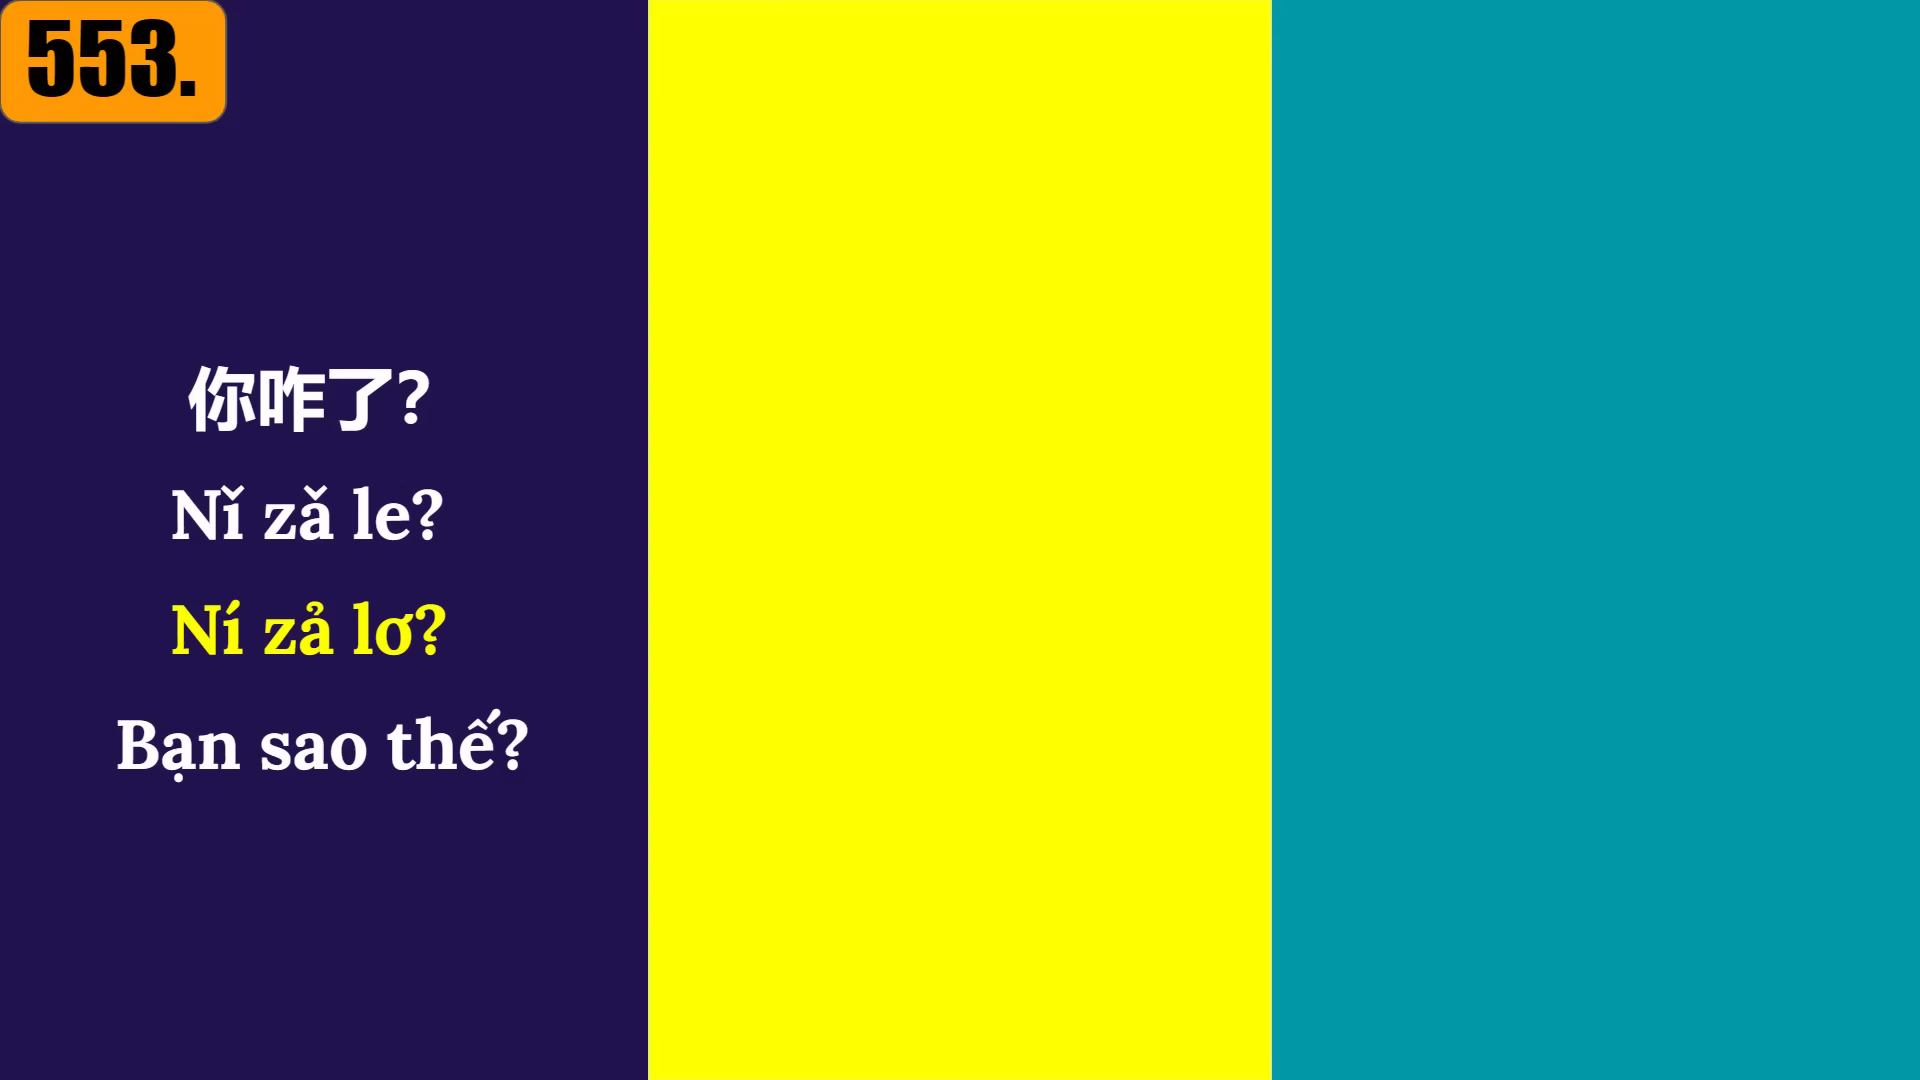 553.
你咋了？
Nǐ zǎ le?
Ní zả lơ?
Bạn sao thế?